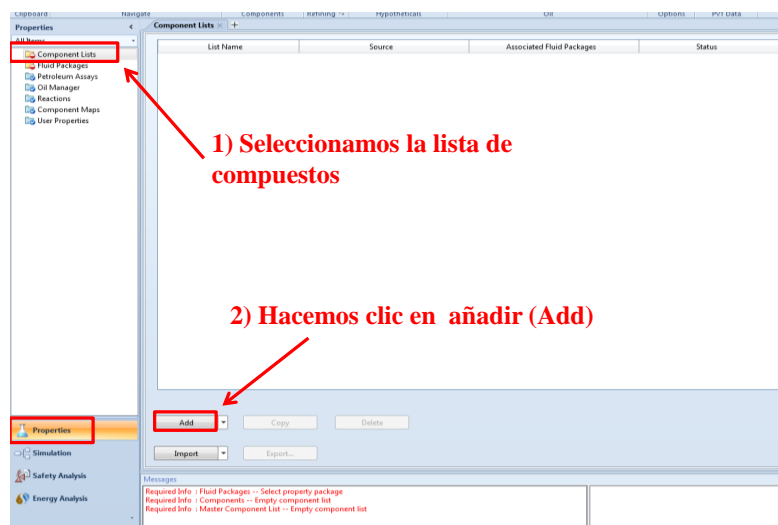 Clipboard Navigate Components Refining Hypotheticals Oil Options PVT Data
Properties <
Component Lists × +
All Items
Component Lists
Fluid Packages
Petroleum Assays
Oil Manager
Reactions
Component Maps
User Properties
List Name Source Associated Fluid Packages Status
1) Seleccionamos la lista de
compuestos
2) Hacemos clic en añadir (Add)
Add Copy Delete
Import Export...
Properties
Simulation
Safety Analysis
Energy Analysis
Messages
Required Info : Fluid Packages -- Select property package
Required Info : Components -- Empty component list
Required Info : Master Component List -- Empty component list